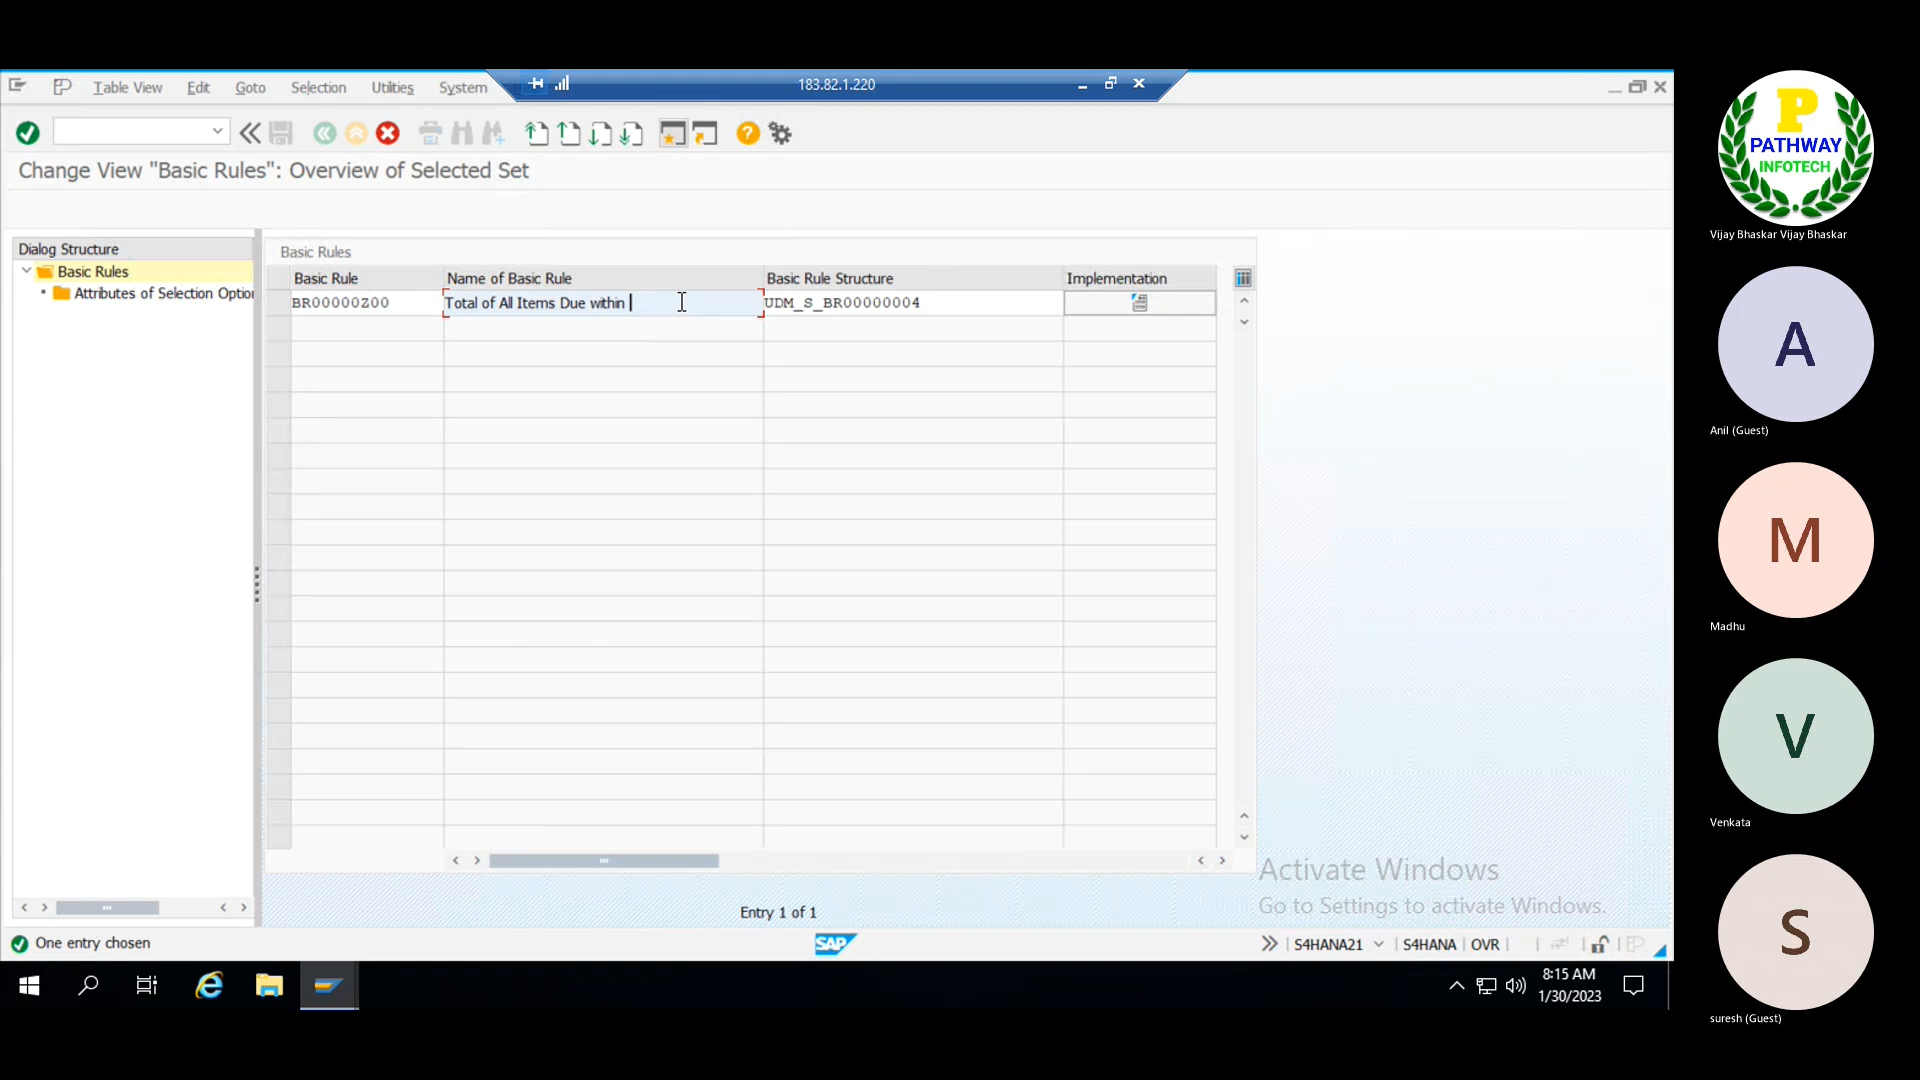 Table View Edit Goto Selection Utilities System
183.82.1.220
Change View "Basic Rules": Overview of Selected Set
Dialog Structure
Basic Rules
Attributes of Selection Optio
Basic Rules
Basic Rule Name of Basic Rule Basic Rule Structure Implementation
BR00000Z00 Total of All Items Due within UDM_S_BR00000004
Entry 1 of 1
Activate Windows
Go to Settings to activate Windows.
One entry chosen
SAP
S4HANA21 S4HANA OVR
8:15 AM
1/30/2023
P
PATHWAY
INFOTECH
Vijay Bhaskar Vijay Bhaskar
A
Anil (Guest)
M
Madhu
V
Venkata
S
suresh (Guest)